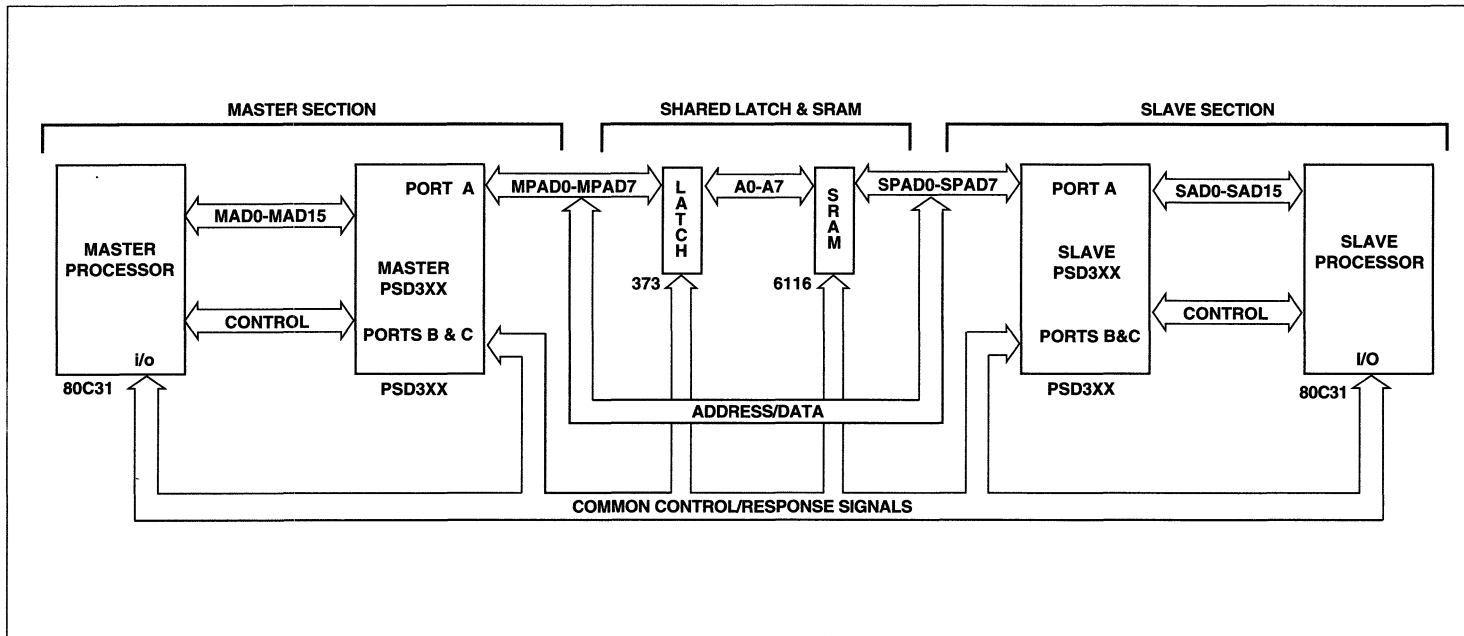 MASTER SECTION
SHARED LATCH & SRAM
SLAVE SECTION
MASTER
PROCESSOR
i/o
80C31
MAD0-MAD15
CONTROL
PORT A
MASTER
PSD3XX
PORTS B & C
PSD3XX
MPAD0-MPAD7
LATCH
373
A0-A7
SRAM
6116
SPAD0-SPAD7
PORT A
SLAVE
PSD3XX
PORTS B&C
PSD3XX
SAD0-SAD15
CONTROL
SLAVE
PROCESSOR
I/O
80C31
ADDRESS/DATA
COMMON CONTROL/RESPONSE SIGNALS